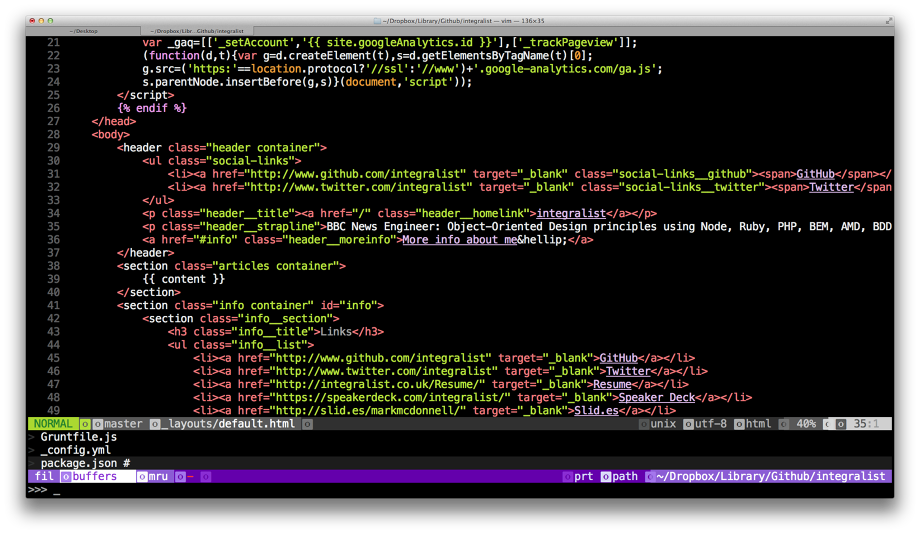 ~/Dropbox/Library/Github/integralist — vim — 136×35
~/Desktop ~/Dropbox/Libr...Github/integralist
21 var _gaq=[['_setAccount','{{ site.googleAnalytics.id }}'],['_trackPageview']];
22 (function(d,t){var g=d.createElement(t),s=d.getElementsByTagName(t)[0];
23 g.src=('https:'==location.protocol?'//ssl':'//www')+'.google-analytics.com/ga.js';
24 s.parentNode.insertBefore(g,s)}(document,'script'));
25 </script>
26 {% endif %}
27 </head>
28 <body>
29 <header class="header container">
30 <ul class="social-links">
31 <li><a href="http://www.github.com/integralist" target="_blank" class="social-links__github"><span>GitHub</span></
32 <li><a href="http://www.twitter.com/integralist" target="_blank" class="social-links__twitter"><span>Twitter</span
33 </ul>
34 <p class="header__title"><a href="/" class="header__homelink">integralist</a></p>
35 <p class="header__strapline">BBC News Engineer: Object-Oriented Design principles using Node, Ruby, PHP, BEM, AMD, BDD
36 <a href="#info" class="header__moreinfo">More info about me&hellip;</a>
37 </header>
38 <section class="articles container">
39 {{ content }}
40 </section>
41 <section class="info container" id="info">
42 <section class="info__section">
43 <h3 class="info__title">Links</h3>
44 <ul class="info__list">
45 <li><a href="http://www.github.com/integralist" target="_blank">GitHub</a></li>
46 <li><a href="http://www.twitter.com/integralist" target="_blank">Twitter</a></li>
47 <li><a href="http://integralist.co.uk/Resume/" target="_blank">Resume</a></li>
48 <li><a href="https://speakerdeck.com/integralist/" target="_blank">Speaker Deck</a></li>
49 <li><a href="http://slid.es/markmcdonnell/" target="_blank">Slid.es</a></li>
NORMAL master _layouts/default.html unix utf-8 html 40% 35:1
> Gruntfile.js
> _config.yml
> package.json #
fil buffers mru - prt path ~/Dropbox/Library/Github/integralist
>>> _